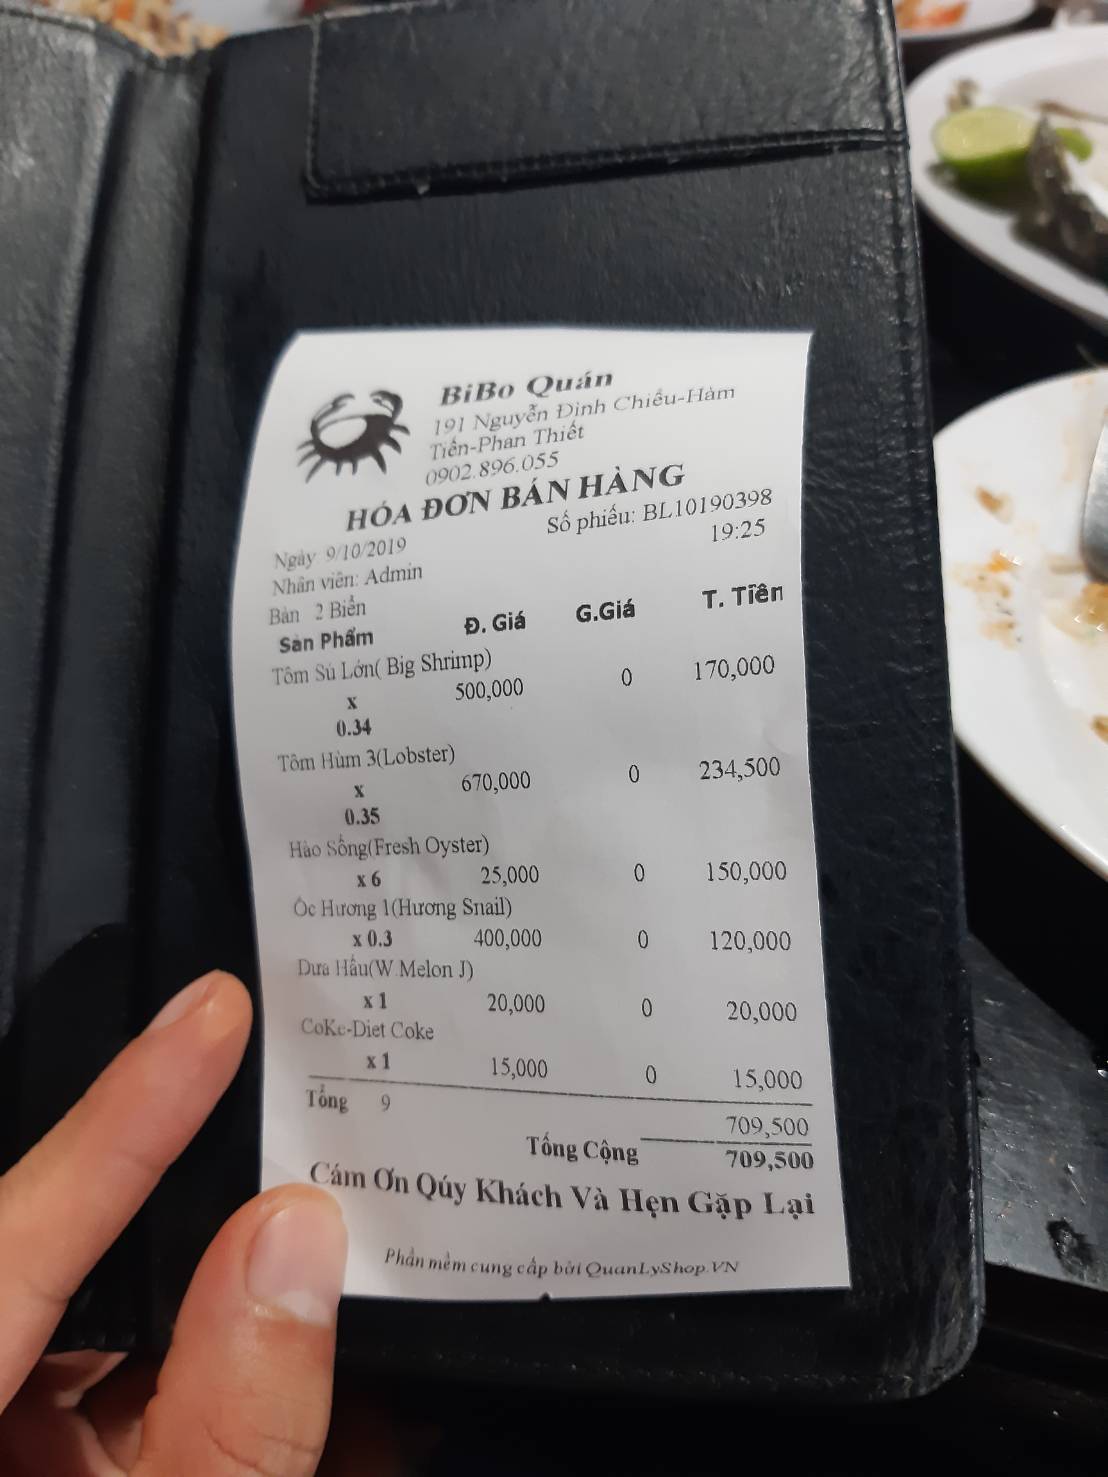 BiBo Quán
191 Nguyễn Đình Chiểu-Hàm
Tiến-Phan Thiết
0902.896.055
HÓA ĐƠN BÁN HÀNG
Số phiếu: BL10190398
Ngày 9/10/2019 19:25
Nhân viên: Admin
Bàn 2 Biển
Sản Phẩm Đ. Giá G.Giá T. Tiền
Tôm Sú Lớn( Big Shrimp)
x 500,000 0 170,000
0.34
Tôm Hùm 3(Lobster)
x 670,000 0 234,500
0.35
Hào Sống(Fresh Oyster)
x 6 25,000 0 150,000
Ốc Hương 1(Hương Snail)
x 0.3 400,000 0 120,000
Dưa Hấu(W.Melon J)
x 1 20,000 0 20,000
CoKe-Diet Coke
x 1 15,000 0 15,000
Tổng 9 709,500
Tổng Cộng 709,500
Cám Ơn Qúy Khách Và Hẹn Gặp Lại
Phần mềm cung cấp bởi QuanLyShop.VN